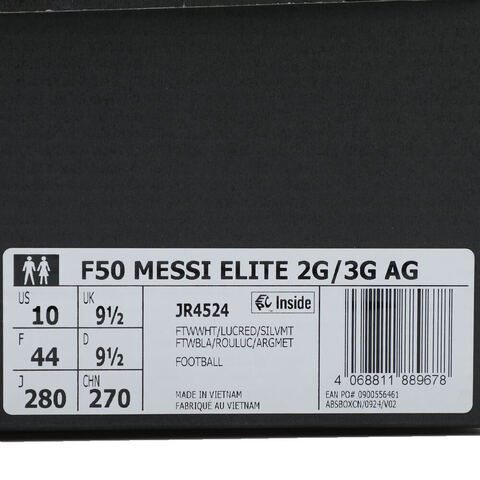 F50 MESSI ELITE 2G/3G AG
US 10 UK 9½
F 44 D 9½
J 280 CHN 270
JR4524 Inside
FTWWHT/LUCRED/SILVMT
FTWBLA/ROULUC/ARGMET
FOOTBALL
MADE IN VIETNAM
FABRIQUE AU VIETNAM
4 068811 889678
EAN PO# 0900556461
ABSBOXCN/0924/V02